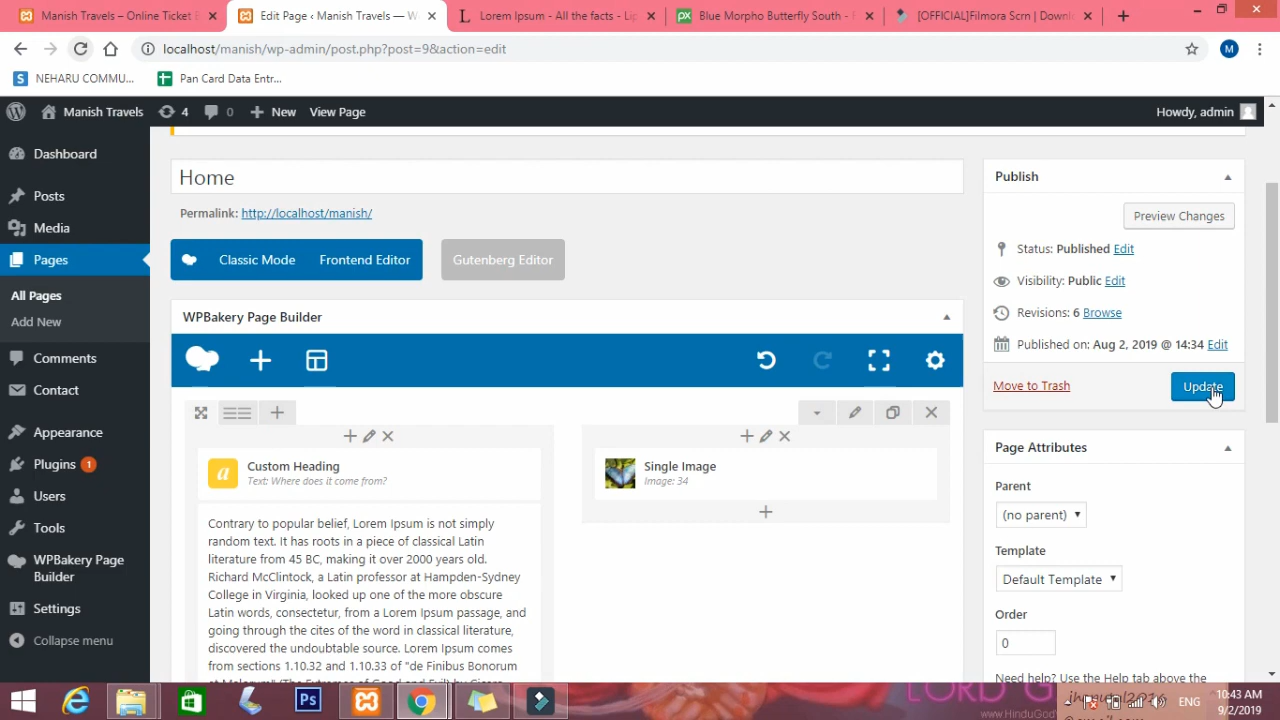 Manish Travels - Online Ticket B
Edit Page ‹ Manish Travels — W
Lorem Ipsum - All the facts - Lip
Blue Morpho Butterfly South - F
[OFFICIAL]Filmora Scrn | Downl
localhost/manish/wp-admin/post.php?post=9&action=edit
M
NEHARU COMMU...
Pan Card Data Entr...
Manish Travels
4
0
New
View Page
Howdy, admin
Dashboard
Posts
Media
Pages
All Pages
Add New
Comments
Contact
Appearance
Plugins 1
Users
Tools
WPBakery Page
Builder
Settings
Collapse menu
Home
Permalink: http://localhost/manish/
Classic Mode
Frontend Editor
Gutenberg Editor
WPBakery Page Builder
Custom Heading
Text: Where does it come from?
Contrary to popular belief, Lorem Ipsum is not simply
random text. It has roots in a piece of classical Latin
literature from 45 BC, making it over 2000 years old.
Richard McClintock, a Latin professor at Hampden-Sydney
College in Virginia, looked up one of the more obscure
Latin words, consectetur, from a Lorem Ipsum passage, and
going through the cites of the word in classical literature,
discovered the undoubtable source. Lorem Ipsum comes
from sections 1.10.32 and 1.10.33 of "de Finibus Bonorum
Single Image
Image: 34
Publish
Preview Changes
Status: Published Edit
Visibility: Public Edit
Revisions: 6 Browse
Published on: Aug 2, 2019 @ 14:34 Edit
Move to Trash
Update
Page Attributes
Parent
(no parent)
Template
Default Template
Order
0
Need help? Use the Help tab above the
LORD G
www.HinduGod
ENG
10:43 AM
9/2/2019